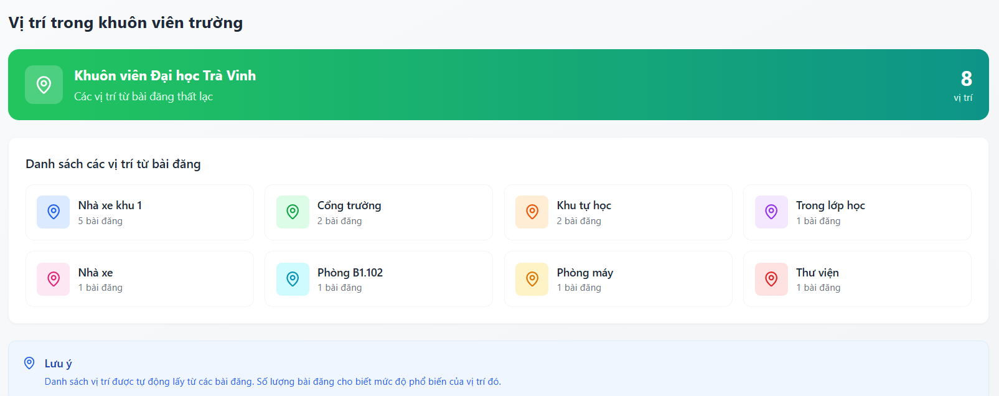 Vị trí trong khuôn viên trường
Khuôn viên Đại học Trà Vinh
Các vị trí từ bài đăng thất lạc
8
vị trí
Danh sách các vị trí từ bài đăng
Nhà xe khu 1
5 bài đăng
Cổng trường
2 bài đăng
Khu tự học
2 bài đăng
Trong lớp học
1 bài đăng
Nhà xe
1 bài đăng
Phòng B1.102
1 bài đăng
Phòng máy
1 bài đăng
Thư viện
1 bài đăng
Lưu ý
Danh sách vị trí được tự động lấy từ các bài đăng. Số lượng bài đăng cho biết mức độ phổ biến của vị trí đó.